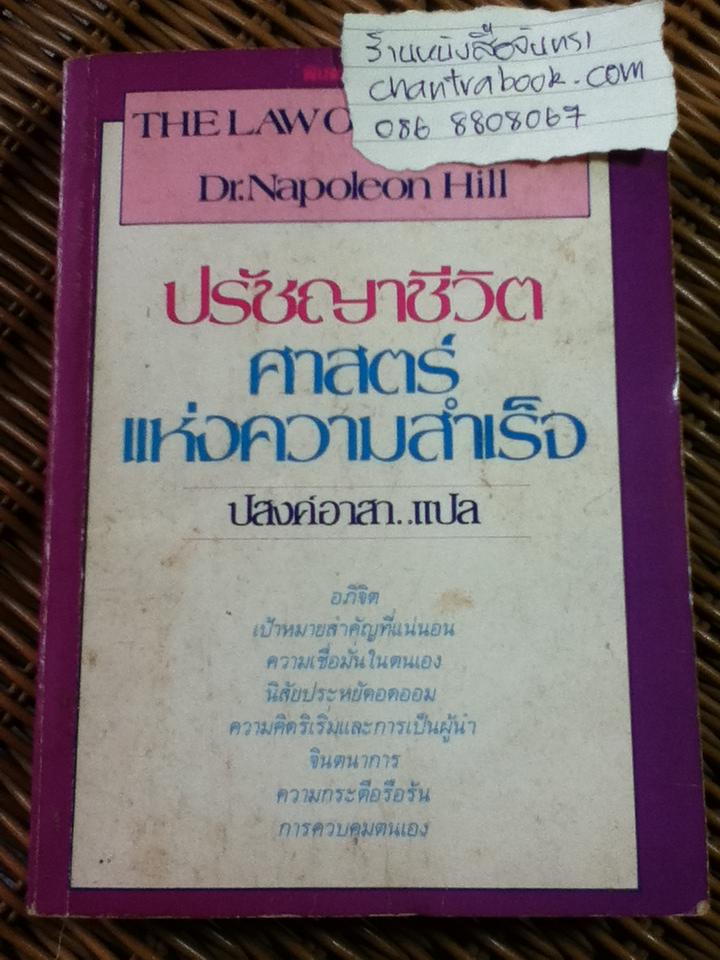 ร้านหนังสือจันทรา
chantrabook.com
086 8808067
THE LAW O
Dr.Napoleon Hill
ปรัชญาชีวิต
ศาสตร์
แห่งความสำเร็จ
ปสงค์อาสา..แปล
อภิจิต
เป้าหมายสำคัญที่แน่นอน
ความเชื่อมั่นในตนเอง
นิสัยประหยัดอดออม
ความคิดริเริ่มและการเป็นผู้นำ
จินตนาการ
ความกระตือรือร้น
การควบคุมตนเอง